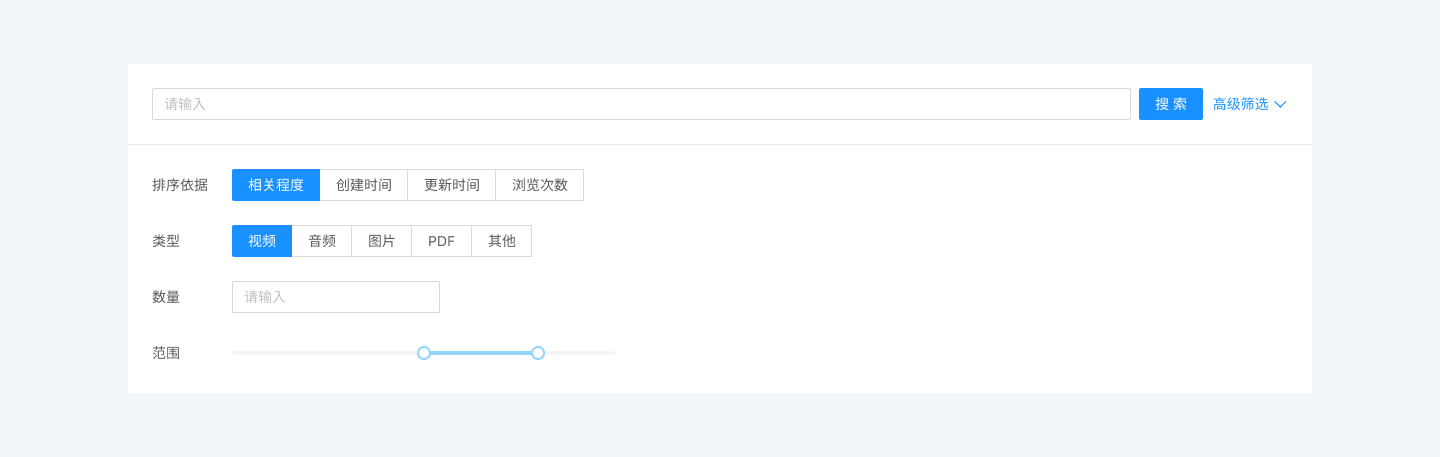 请输入 搜 索 高级筛选
排序依据 相关程度 创建时间 更新时间 浏览次数
类型 视频 音频 图片 PDF 其他
数量 请输入
范围